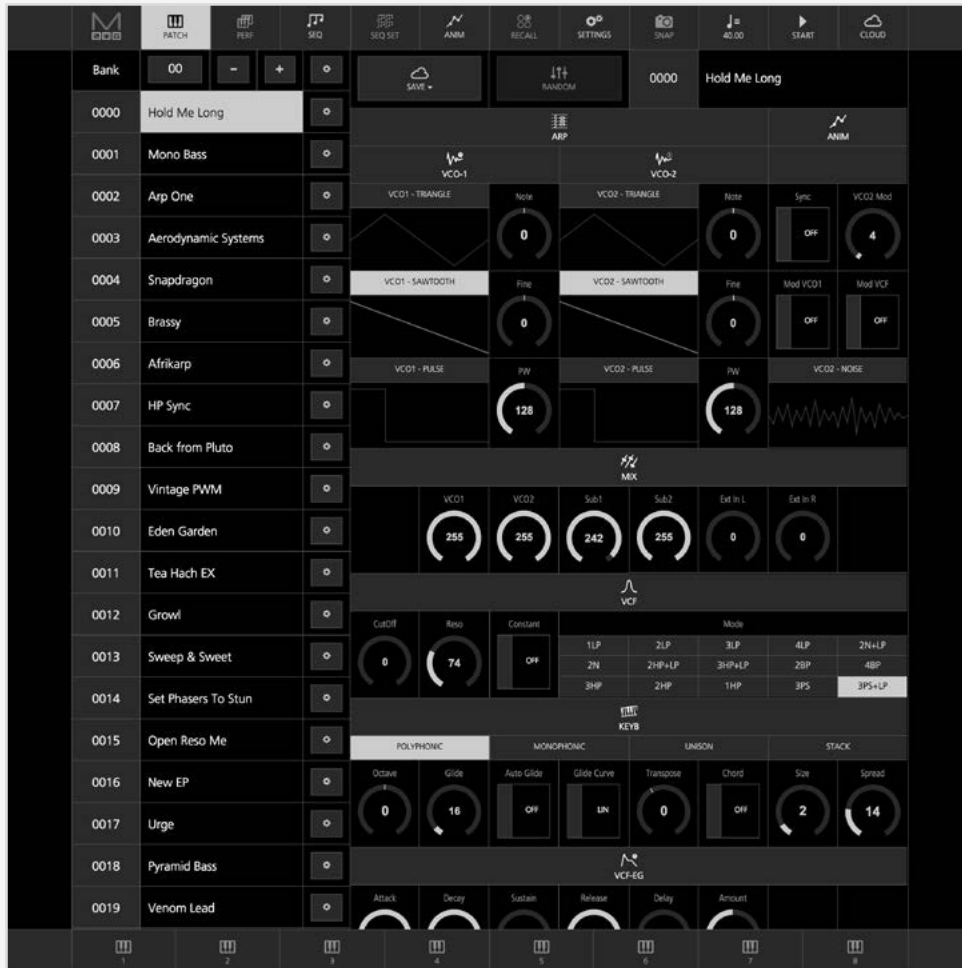 PATCH PERF SEQ SEQ SET ANIM RECALL SETTINGS SNAP 40.00 START CLOUD
Bank 00 - +
SAVE RANDOM 0000 Hold Me Long
0000 Hold Me Long
0001 Mono Bass
0002 Arp One
0003 Aerodynamic Systems
0004 Snapdragon
0005 Brassy
0006 Afrikarp
0007 HP Sync
0008 Back from Pluto
0009 Vintage PWM
0010 Eden Garden
0011 Tea Hach EX
0012 Growl
0013 Sweep & Sweet
0014 Set Phasers To Stun
0015 Open Reso Me
0016 New EP
0017 Urge
0018 Pyramid Bass
0019 Venom Lead
ARP ANIM
VCO-1 VCO-2
VCO1 - TRIANGLE Note VCO2 - TRIANGLE Note Sync VCO2 Mod
0 0 OFF 4
VCO1 - SAWTOOTH Fine VCO2 - SAWTOOTH Fine Mod VCO1 Mod VCF
0 0 OFF OFF
VCO1 - PULSE PW VCO2 - PULSE PW VCO2 - NOISE
128 128
MIX
VCO1 VCO2 Sub1 Sub2 Ext In L Ext In R
255 255 242 255 0 0
VCF
CutOff Reso Constant Mode
0 74 OFF
1LP 2LP 3LP 4LP 2N+LP
2N 2HP+LP 3HP+LP 2BP 4BP
3HP 2HP 1HP 3PS 3PS+LP
KEYB
POLYPHONIC MONOPHONIC UNISON STACK
Octave Glide Auto Glide Glide Curve Transpose Chord Size Spread
0 16 OFF LIN 0 OFF 2 14
VCF-EG
Attack Decay Sustain Release Delay Amount
1 2 3 4 5 6 7 8